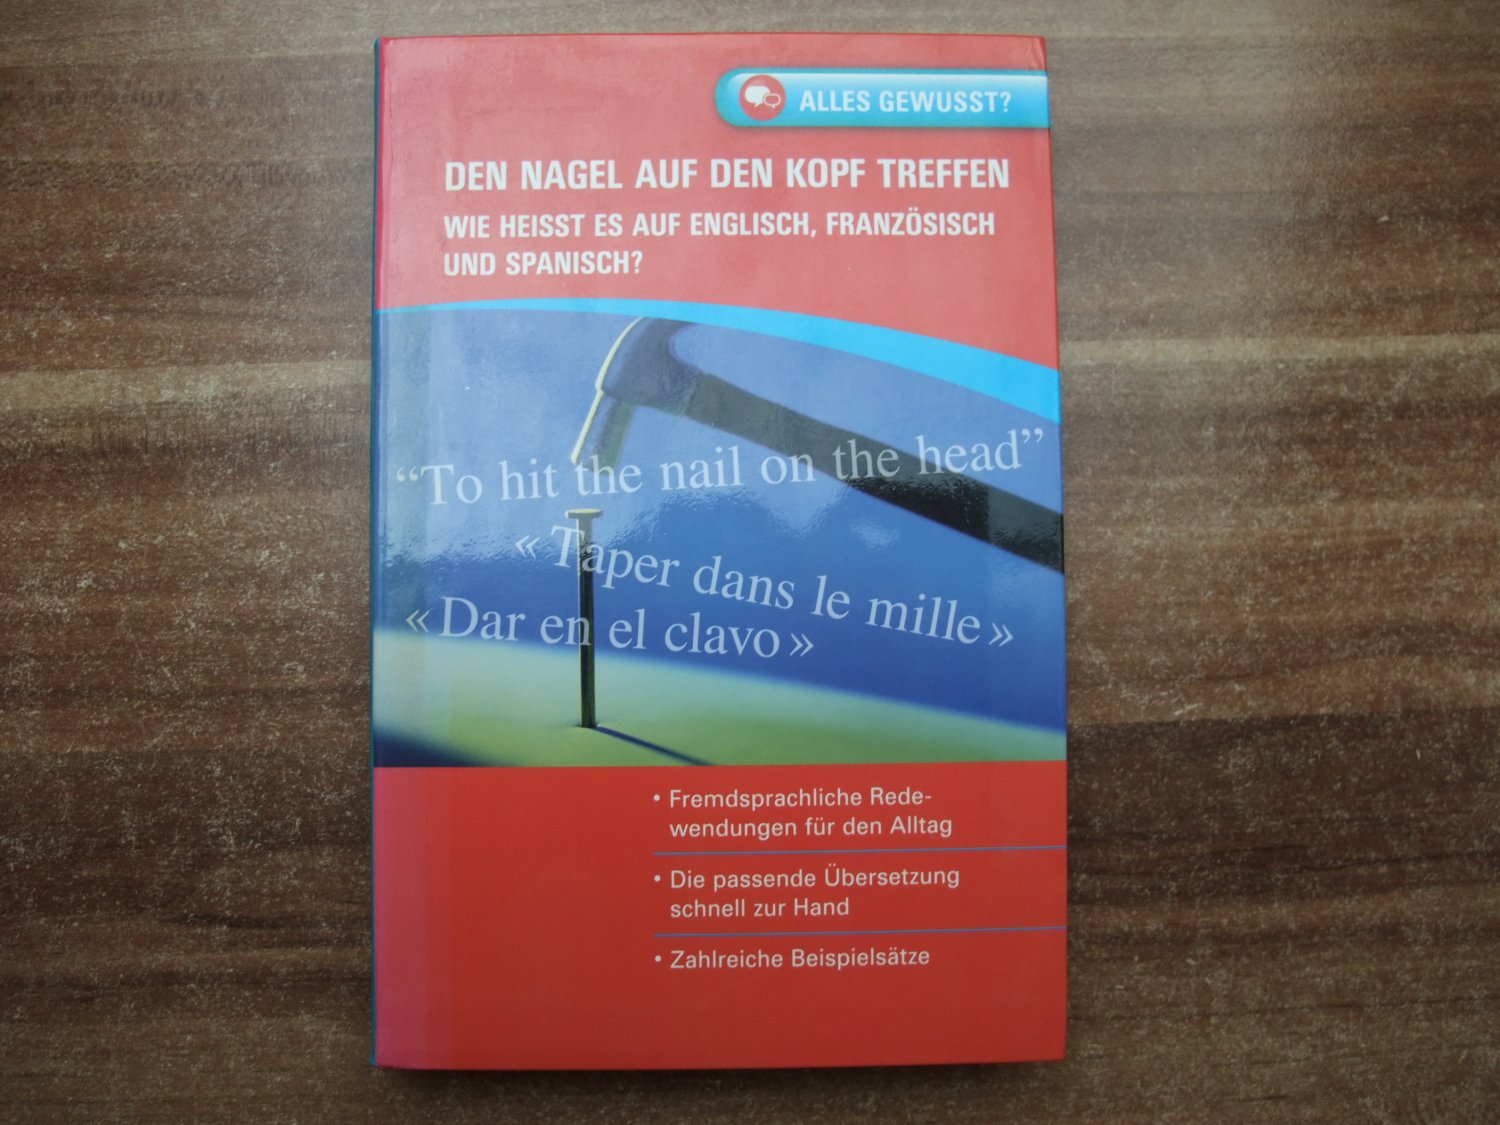 ALLES GEWUSST?
DEN NAGEL AUF DEN KOPF TREFFEN
WIE HEISST ES AUF ENGLISCH, FRANZÖSISCH
UND SPANISCH?
“To hit the nail on the head”
« Taper dans le mille »
« Dar en el clavo »
• Fremdsprachliche Rede-
wendungen für den Alltag
• Die passende Übersetzung
schnell zur Hand
• Zahlreiche Beispielsätze